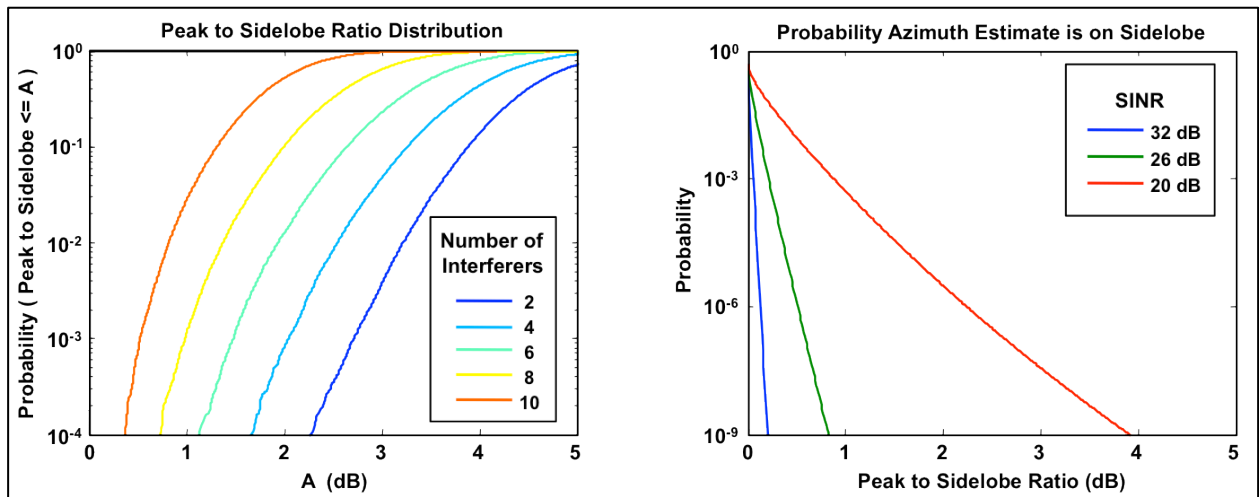 Peak to Sidelobe Ratio Distribution
Probability ( Peak to Sidelobe <= A )
10^0
10^-1
10^-2
10^-3
10^-4
0 1 2 3 4 5
A (dB)
Number of
Interferers
2
4
6
8
10
Probability Azimuth Estimate is on Sidelobe
Probability
10^0
10^-3
10^-6
10^-9
0 1 2 3 4 5
Peak to Sidelobe Ratio (dB)
SINR
32 dB
26 dB
20 dB